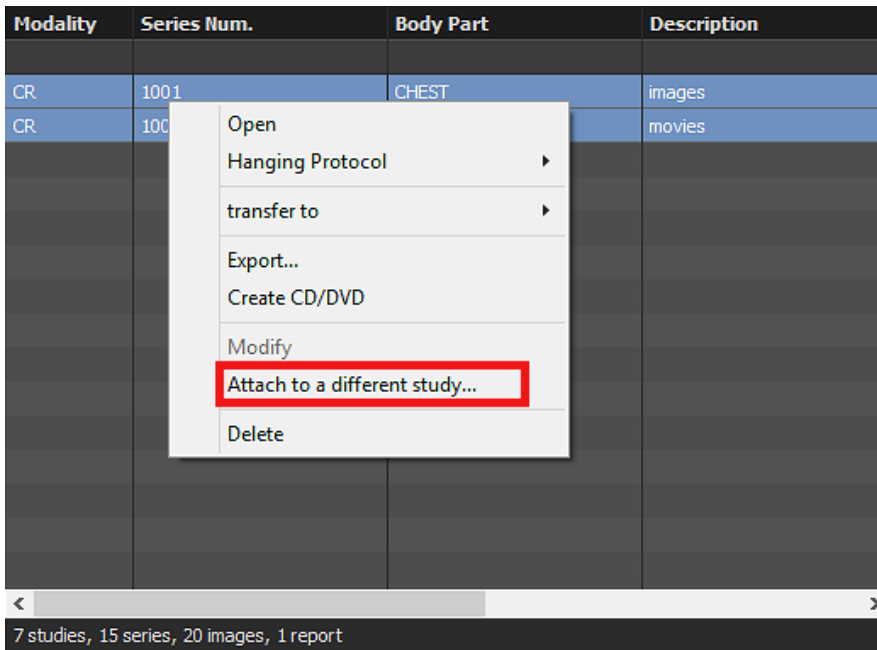 Modality Series Num. Body Part Description
CR 1001 CHEST images
CR 100 movies
Open
Hanging Protocol
transfer to
Export...
Create CD/DVD
Modify
Attach to a different study...
Delete
7 studies, 15 series, 20 images, 1 report